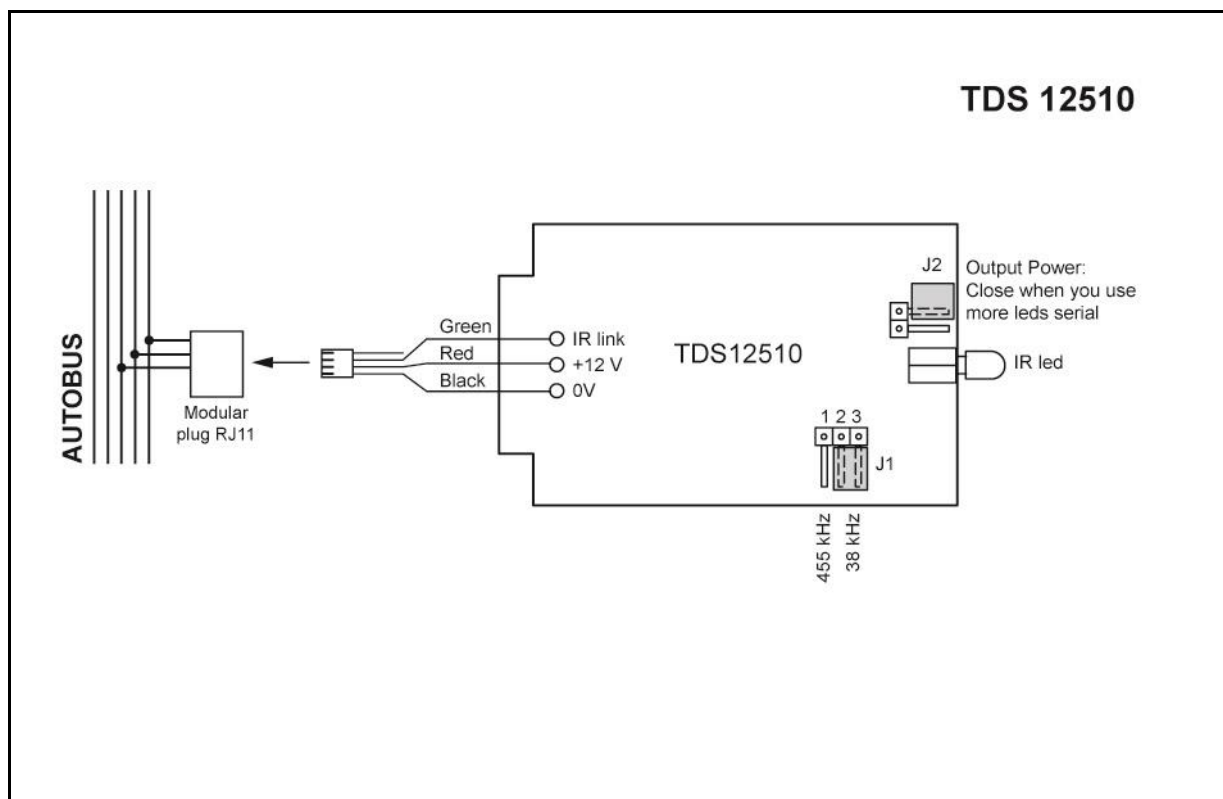 TDS 12510
J2
Output Power:
Close when you use
more leds serial
Green
IR link
Red
+12 V
TDS12510
IR led
Black
0V
AUTOBUS
Modular
plug RJ11
1 2 3
J1
455 kHz
38 kHz